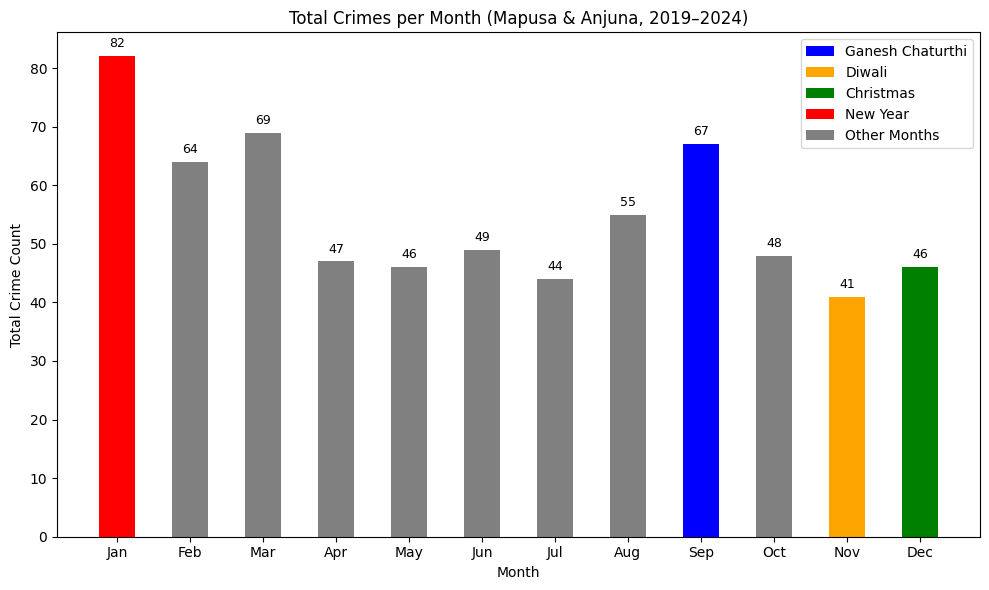 Total Crimes per Month (Mapusa & Anjuna, 2019–2024)
Total Crime Count
80
70
60
50
40
30
20
10
0
82
64
69
47
46
49
44
55
67
48
41
46
Ganesh Chaturthi
Diwali
Christmas
New Year
Other Months
Jan Feb Mar Apr May Jun Jul Aug Sep Oct Nov Dec
Month